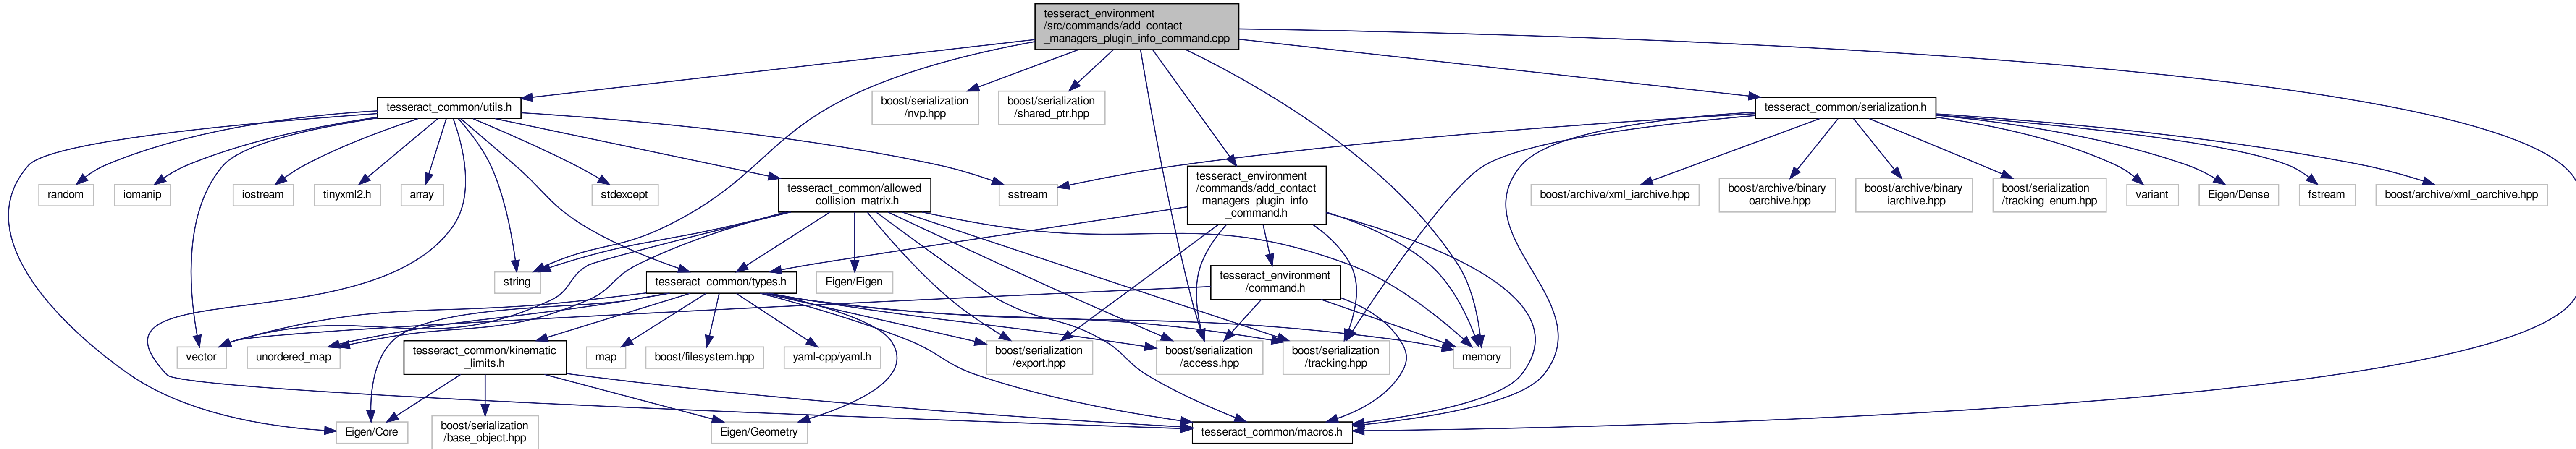 tesseract_environment
/src/commands/add_contact
_managers_plugin_info_command.cpp
tesseract_common/utils.h
boost/serialization
/nvp.hpp
boost/serialization
/shared_ptr.hpp
tesseract_common/serialization.h
random
iomanip
iostream
tinyxml2.h
array
stdexcept
tesseract_common/allowed
_collision_matrix.h
sstream
tesseract_environment
/commands/add_contact
_managers_plugin_info
_command.h
boost/archive/xml_iarchive.hpp
boost/archive/binary
_oarchive.hpp
boost/archive/binary
_iarchive.hpp
boost/serialization
/tracking_enum.hpp
variant
Eigen/Dense
fstream
boost/archive/xml_oarchive.hpp
string
tesseract_common/types.h
Eigen/Eigen
tesseract_environment
/command.h
vector
unordered_map
tesseract_common/kinematic
_limits.h
map
boost/filesystem.hpp
yaml-cpp/yaml.h
boost/serialization
/export.hpp
boost/serialization
/access.hpp
boost/serialization
/tracking.hpp
memory
Eigen/Core
boost/serialization
/base_object.hpp
Eigen/Geometry
tesseract_common/macros.h